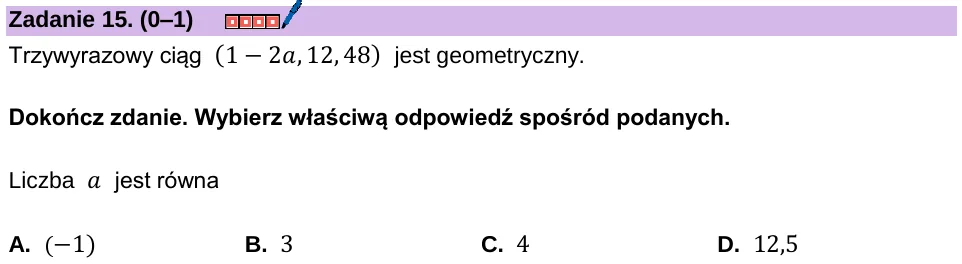 Zadanie 15. (0–1)
Trzywyrazowy ciąg (1 − 2𝑎, 12, 48) jest geometryczny.
Dokończ zdanie. Wybierz właściwą odpowiedź spośród podanych.
Liczba 𝑎 jest równa
A. (−1) B. 3 C. 4 D. 12,5